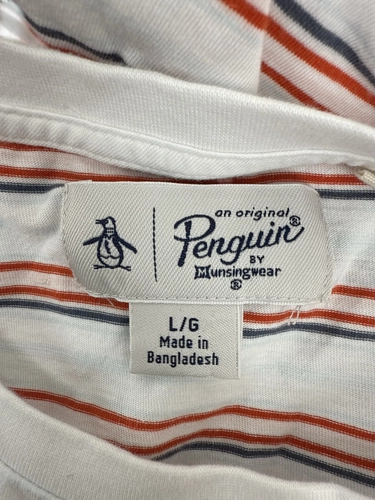 an original
Penguin®
BY
Munsingwear
®
L/G
Made in
Bangladesh